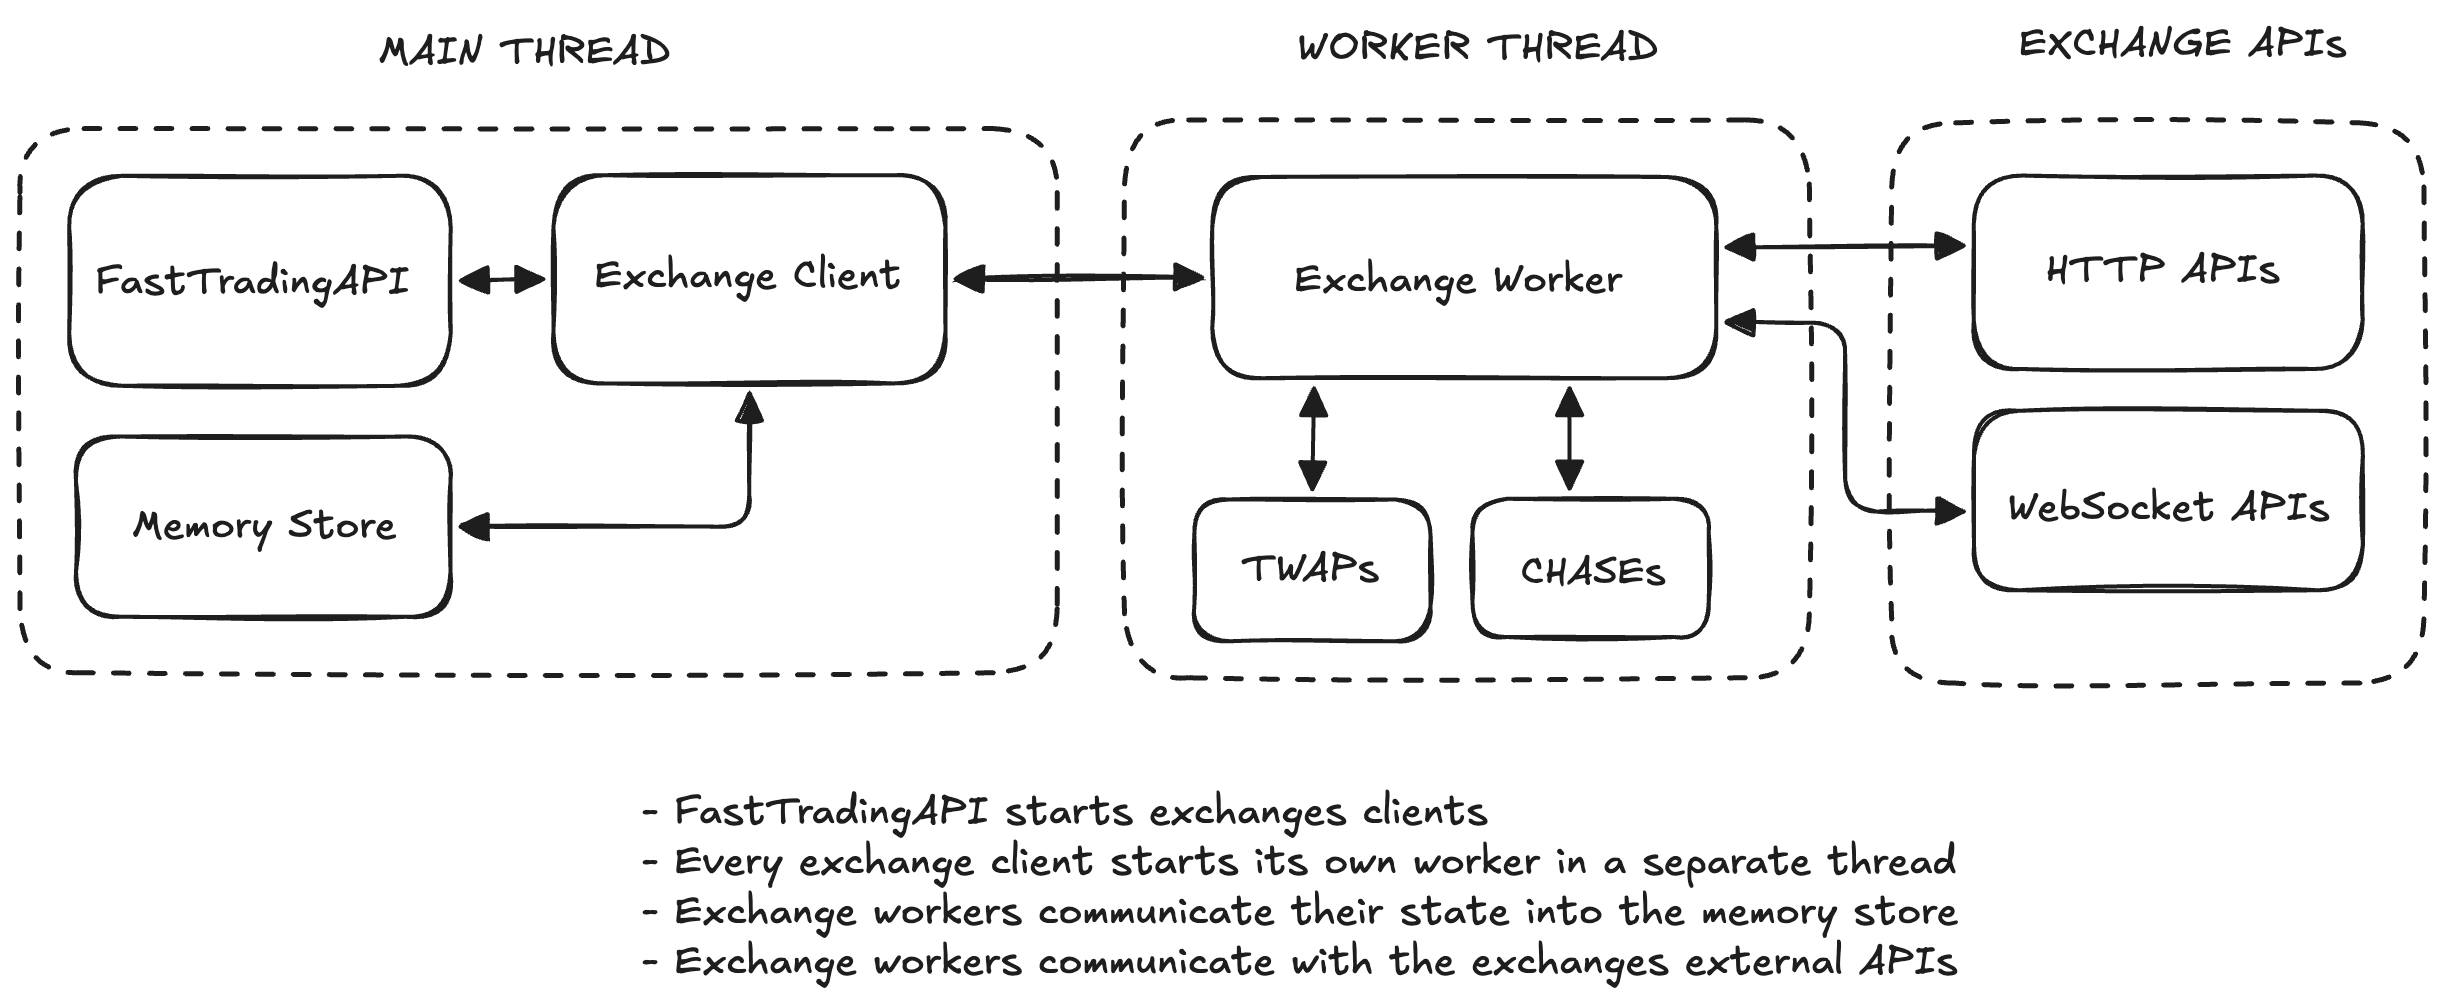 MAIN THREAD
WORKER THREAD
EXCHANGE APIs
FastTradingAPI
Exchange Client
Exchange Worker
HTTP APIs
Memory Store
TWAPs
CHASEs
WebSocket APIs
- FastTradingAPI starts exchanges clients
- Every exchange client starts its own worker in a separate thread
- Exchange workers communicate their state into the memory store
- Exchange workers communicate with the exchanges external APIs